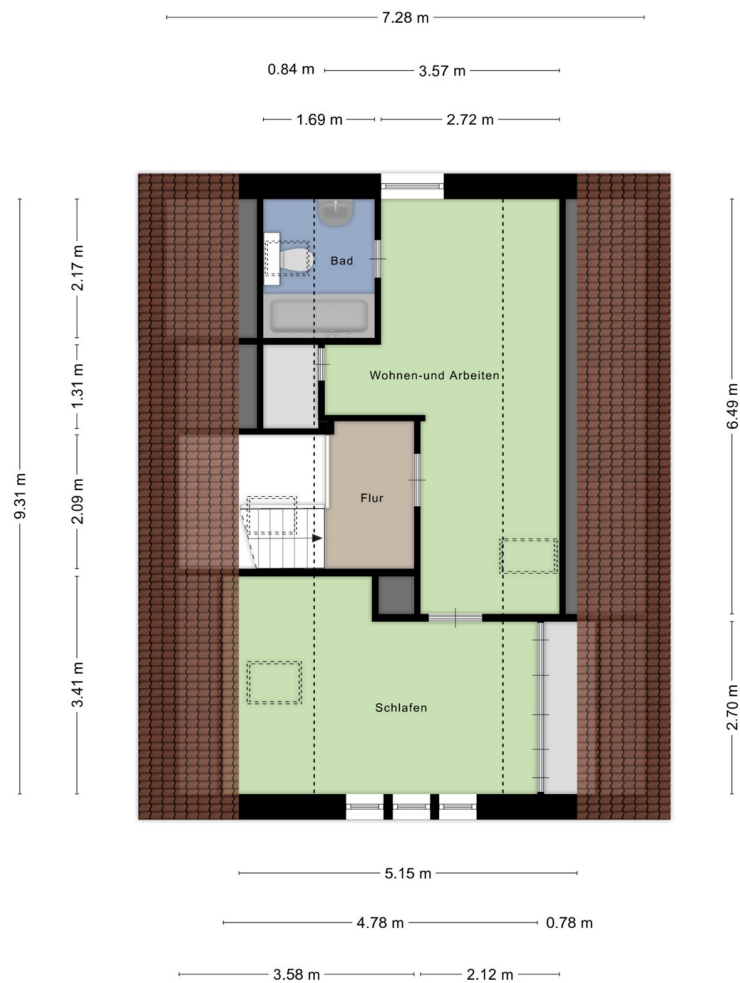 7.28 m
0.84 m 3.57 m
1.69 m 2.72 m
Bad
2.17 m
Wohnen-und Arbeiten
1.31 m
6.49 m
9.31 m
2.09 m
Flur
3.41 m
Schlafen
2.70 m
5.15 m
4.78 m 0.78 m
3.58 m 2.12 m